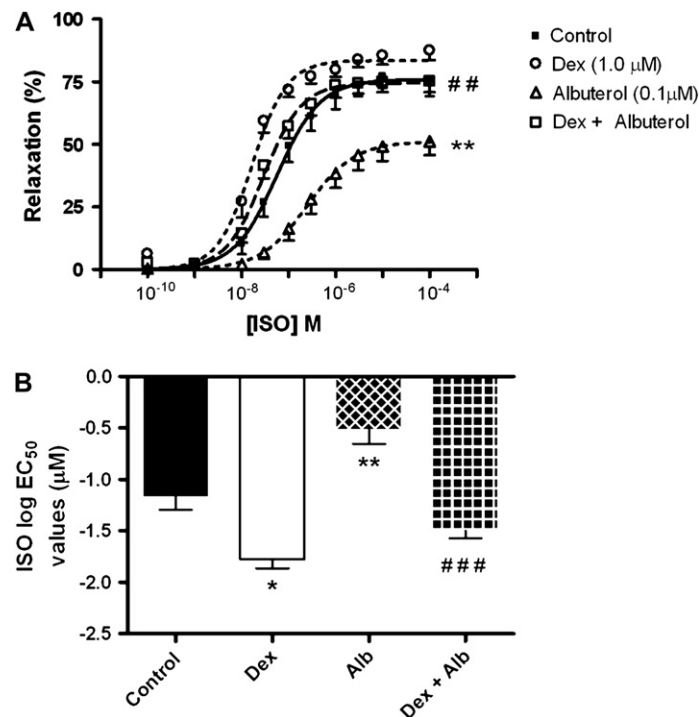 A
Relaxation (%)
100
75
50
25
0
10-10
10-8
10-6
10-4
[ISO] M
Control
Dex (1.0 μM)
Albuterol (0.1μM)
Dex + Albuterol
##
**
B
ISO log EC50
values (μM)
0.0
-0.5
-1.0
-1.5
-2.0
-2.5
*
**
###
Control
Dex
Alb
Dex + Alb